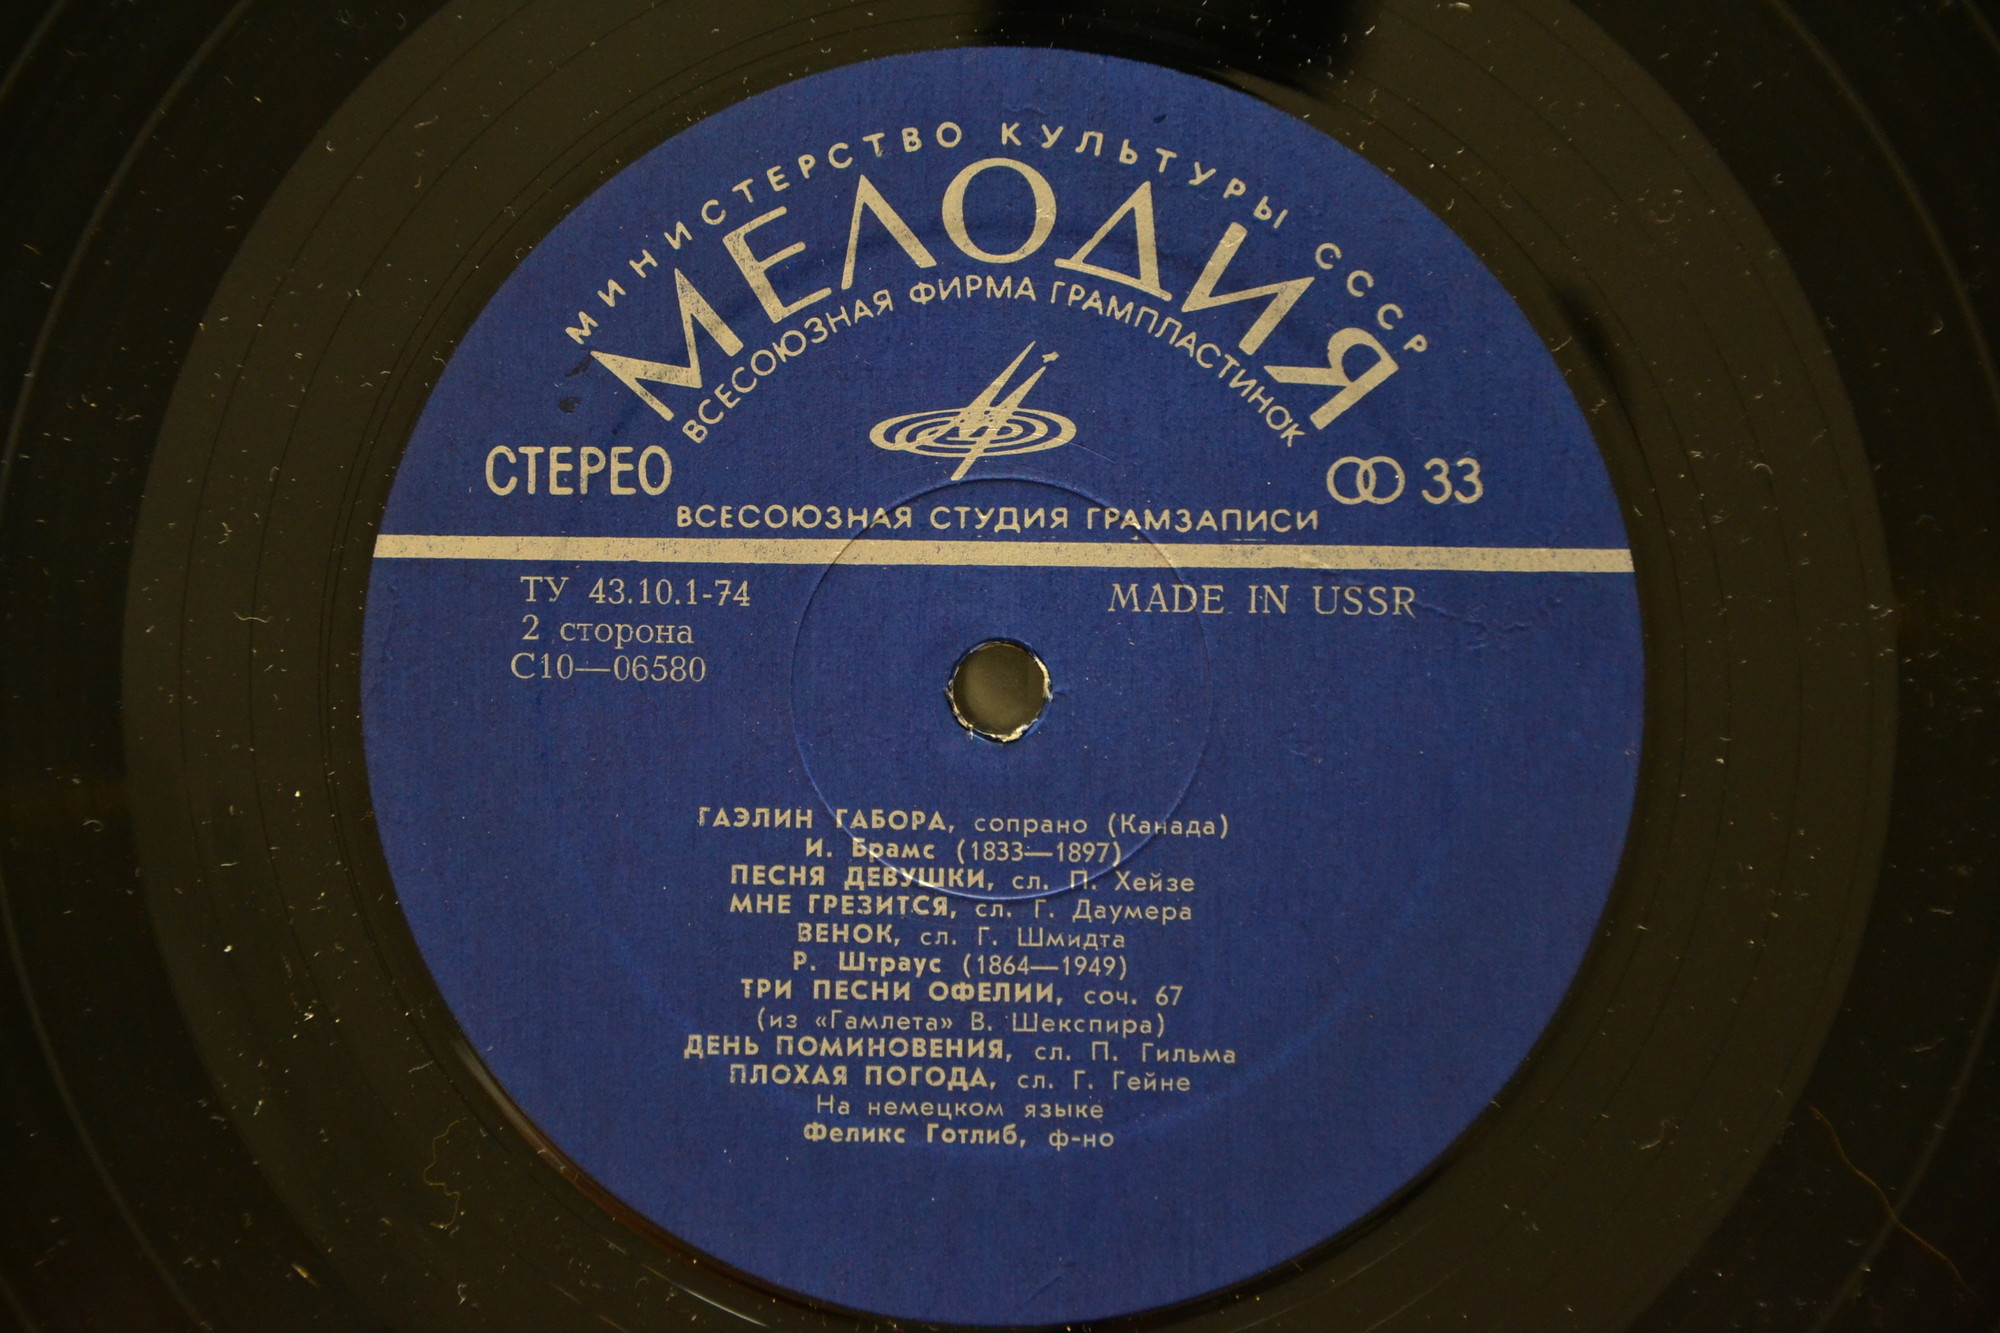 МИНИСТЕРСТВО КУЛЬТУРЫ СССР
МЕЛОДИЯ
ВСЕСОЮЗНАЯ ФИРМА ГРАМПЛАСТИНОК
СТЕРЕО
33
ВСЕСОЮЗНАЯ СТУДИЯ ГРАМЗАПИСИ
ТУ 43.10.1-74
MADE IN USSR
2 сторона
С10—06580
ГАЭЛИН ГАБОРА, сопрано (Канада)
И. Брамс (1833—1897)
ПЕСНЯ ДЕВУШКИ, сл. П. Хейзе
МНЕ ГРЕЗИТСЯ, сл. Г. Даумера
ВЕНОК, сл. Г. Шмидта
Р. Штраус (1864—1949)
ТРИ ПЕСНИ ОФЕЛИИ, соч. 67
(из «Гамлета» В. Шекспира)
ДЕНЬ ПОМИНОВЕНИЯ, сл. П. Гильма
ПЛОХАЯ ПОГОДА, сл. Г. Гейне
На немецком языке
Феликс Готлиб, ф-но